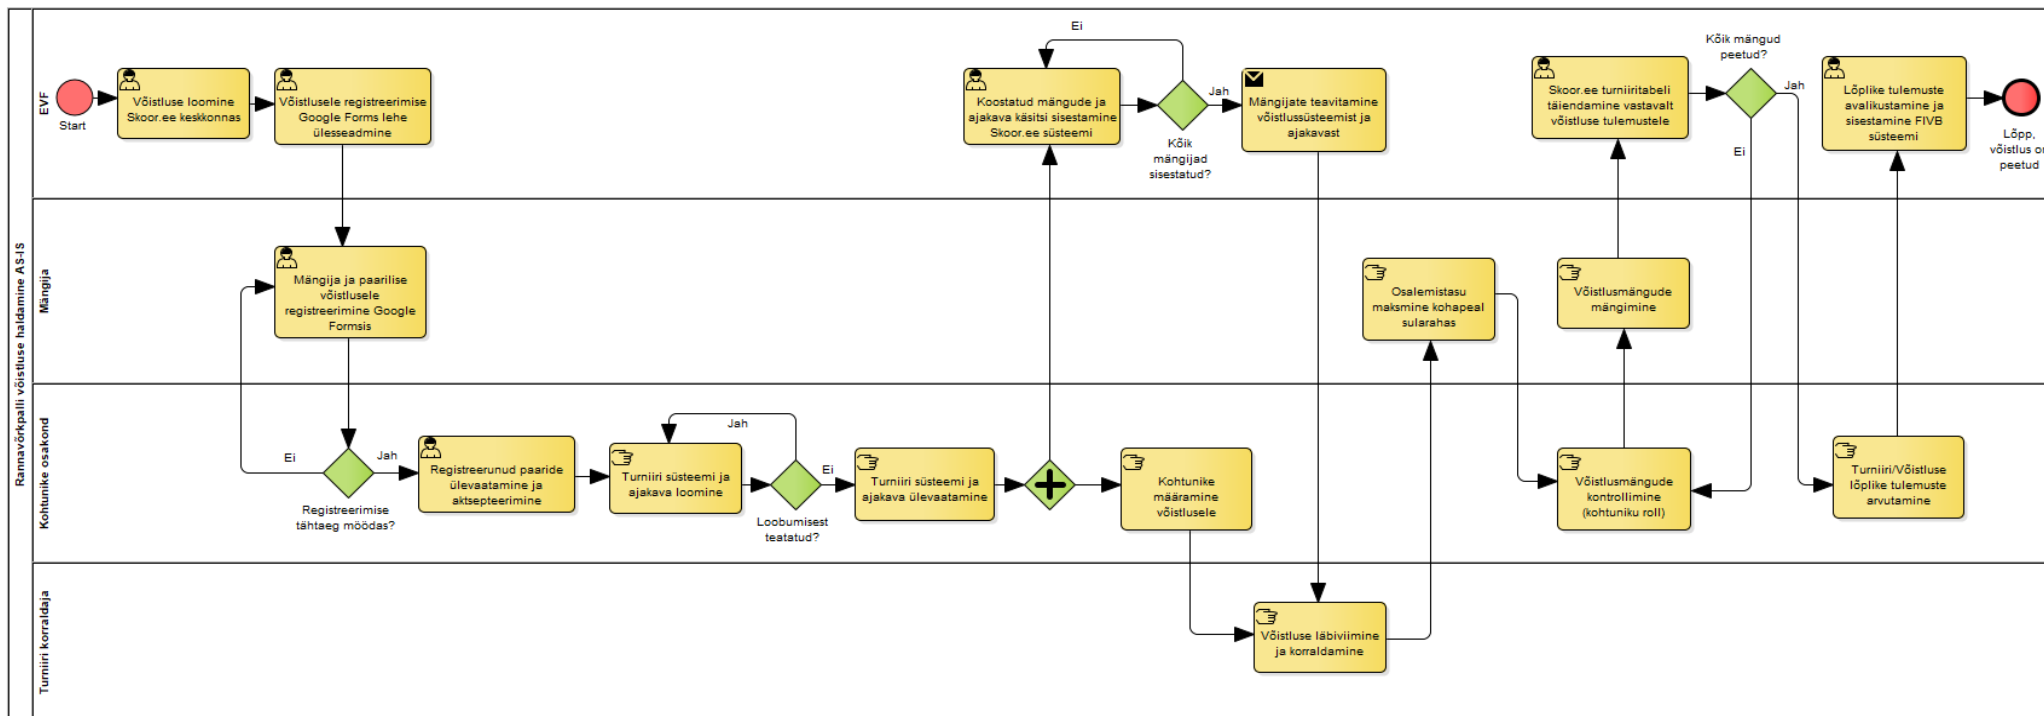 Rannavõrkpalli võistluse haldamine AS-IS
EVF
Start
Võistluse loomine
Skoor.ee keskkonnas
Võistlusele registreerimise
Google Forms lehe
ülesseadmine
Koostatud mängude ja
ajakava käsitsi sisestamine
Skoor.ee süsteemi
Ei
Kõik
mängijad
sisestatud?
Jah
Mängijate teavitamine
võistlussüsteemist ja
ajakavast
Skoor.ee turniiritabeli
täiendamine vastavalt
võistluse tulemustele
Kõik mängud
peetud?
Jah
Ei
Lõplike tulemuste
avalikustamine ja
sisestamine FIVB
süsteemi
Lõpp,
võistlus on
peetud
Mängija
Mängija ja paarilise
võistlusele
registreerimine Google
Formsis
Osalemistasu
maksmine kohapeal
sularahas
Võistlusmängude
mängimine
Kohtunike osakond
Ei
Jah
Registreerimise
tähtaeg möödas?
Registreerunud paaride
ülevaatamine ja
aktsepteerimine
Turniiri süsteemi ja
ajakava loomine
Jah
Ei
Loobumisest
teatatud?
Turniiri süsteemi ja
ajakava ülevaatamine
Kohtunike
määramine
võistlusele
Võistlusmängude
kontrollimine
(kohtuniku roll)
Turniiri/Võistluse
lõplike tulemuste
arvutamine
Turniiri korraldaja
Võistluse läbiviimine
ja korraldamine